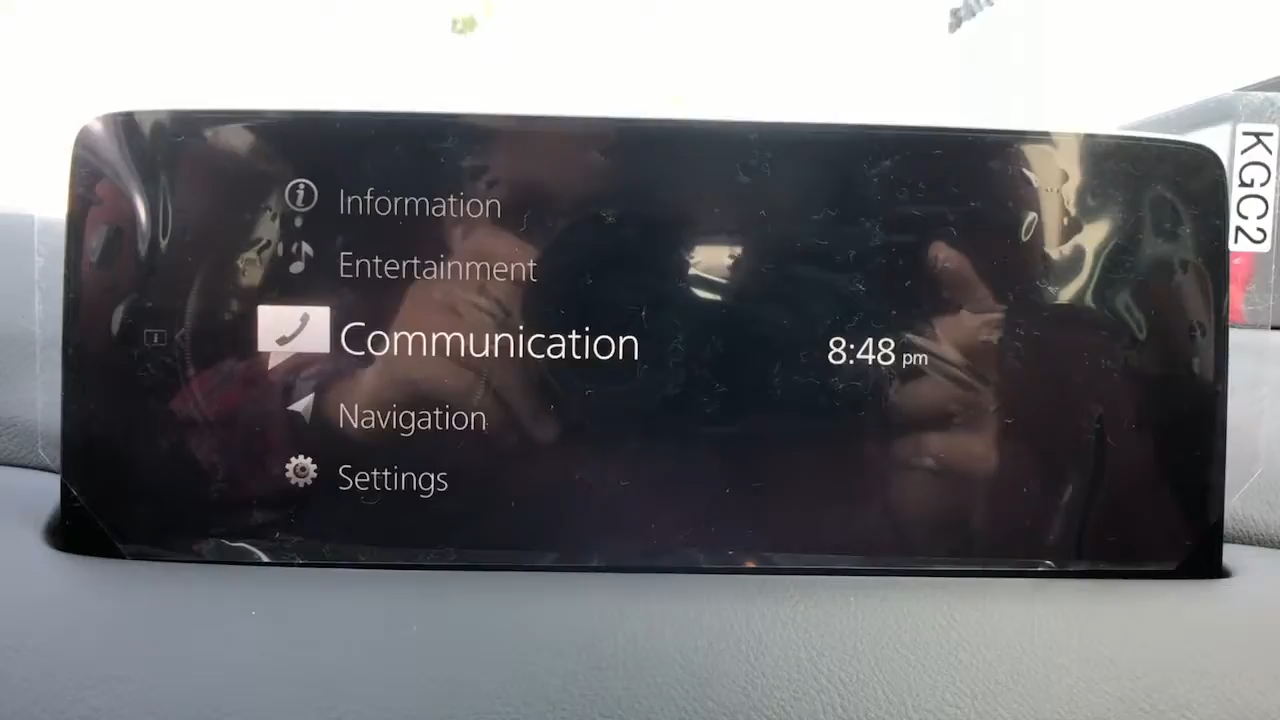 Information
Entertainment
Communication
8:48 pm
Navigation
Settings
KGC2